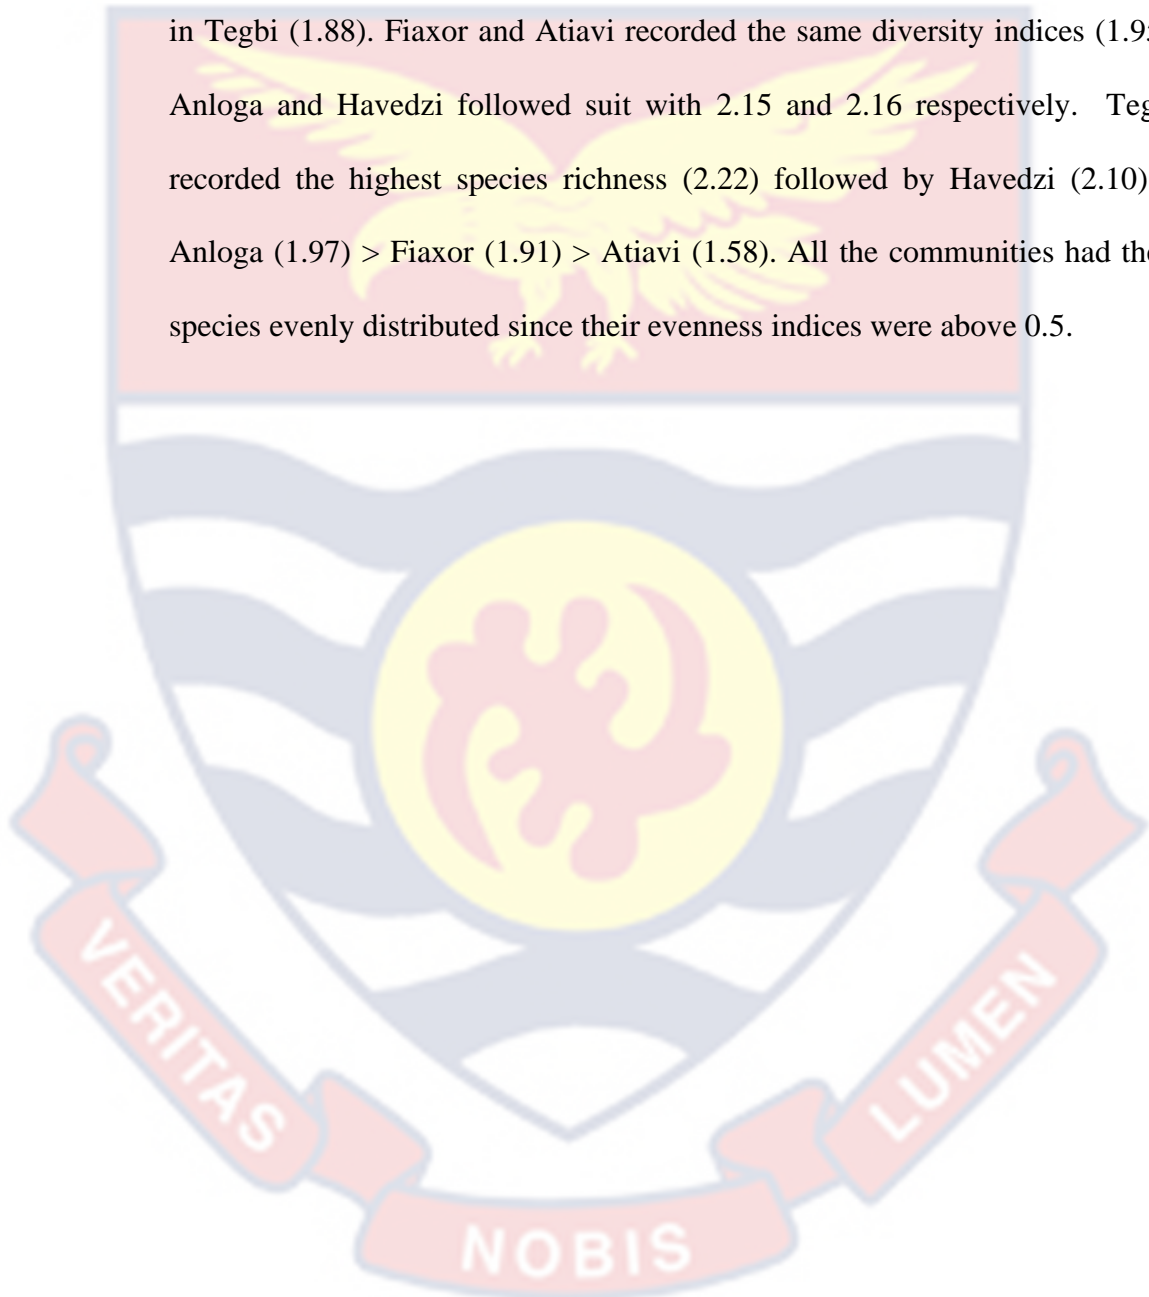 in Tegbi (1.88). Fiaxor and Atiavi recorded the same diversity indices
Anloga and Havedzi followed suit with 2.15 and 2.16 respectively.
recorded the highest species richness (2.22) followed by Havedzi (2.10)
Anloga (1.97) > Fiaxor (1.91) > Atiavi (1.58). All the communities had
species evenly distributed since their evenness indices were above 0.5.
VERITAS
NOBIS
LUMEN